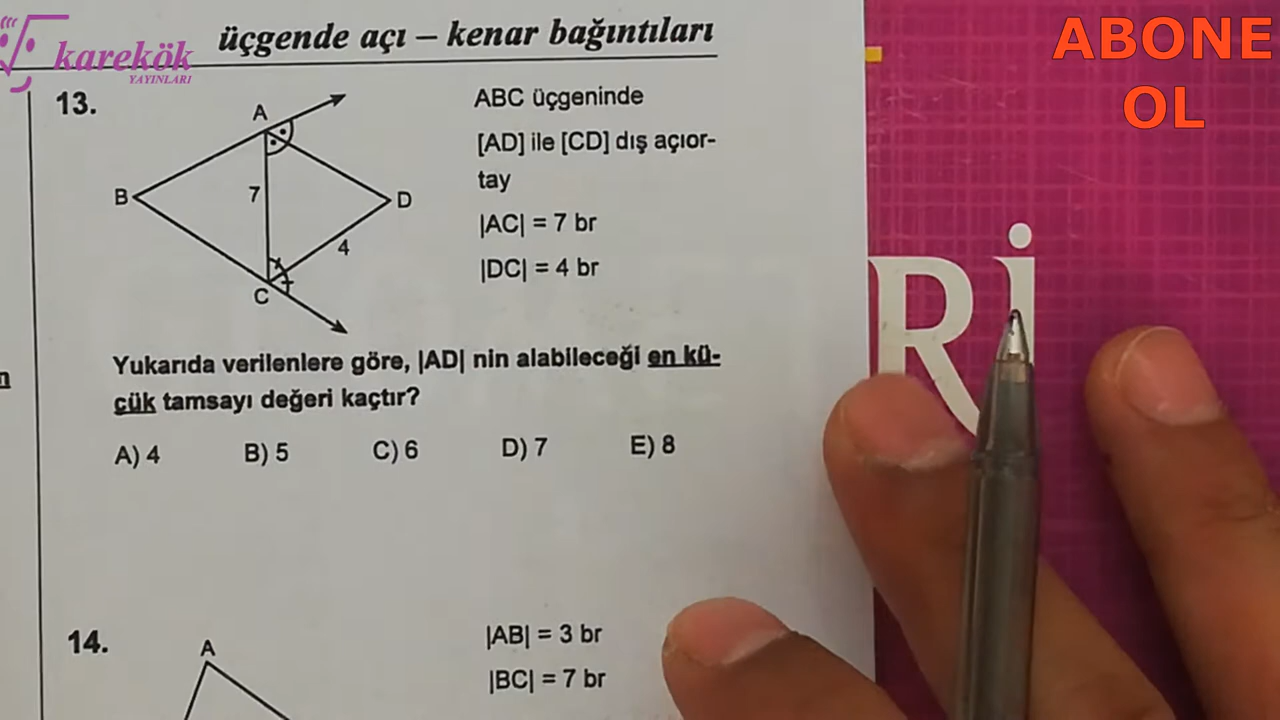 karekök
YAYINLARI
üçgende açı – kenar bağıntıları
ABONE
OL
13.
A
B
7
D
4
C
ABC üçgeninde
[AD] ile [CD] dış açıor-
tay
|AC| = 7 br
|DC| = 4 br
Yukarıda verilenlere göre, |AD| nin alabileceği en kü-
çük tamsayı değeri kaçtır?
A) 4 B) 5 C) 6 D) 7 E) 8
14.
A
|AB| = 3 br
|BC| = 7 br
Rİ